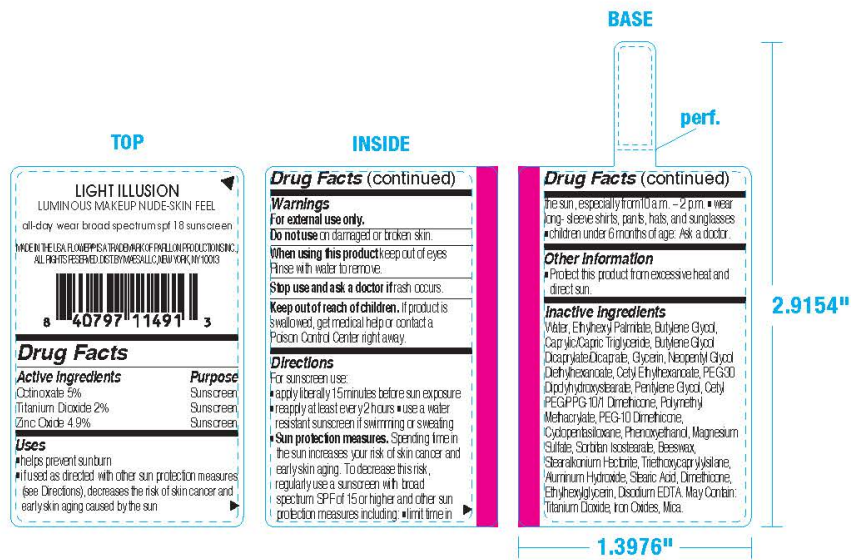 BASE
perf.
TOP
INSIDE
LIGHT ILLUSION
LUMINOUS MAKEUP NUDE-SKIN FEEL
all-day wear broad spectrum spf 18 sunscreen
MADE IN THE USA. FLOWER® IS A TRADEMARK OF PAPILLON PRODUCTIONS INC.,
ALL RIGHTS RESERVED. DIST. BY MAESA LLC, NEW YORK, NY 10013
8 40797 11491 3
Drug Facts
Active ingredients Purpose
Octinoxate 5% Sunscreen
Titanium Dioxide 2% Sunscreen
Zinc Oxide 4.9% Sunscreen
Uses
▪ helps prevent sunburn
▪ if used as directed with other sun protection measures
(see Directions), decreases the risk of skin cancer and
early skin aging caused by the sun
Drug Facts (continued)
Warnings
For external use only.
Do not use on damaged or broken skin.
When using this product keep out of eyes
Rinse with water to remove.
Stop use and ask a doctor if rash occurs.
Keep out of reach of children. If product is
swallowed, get medical help or contact a
Poison Control Center right away.
Directions
For sunscreen use:
▪ apply liberally 15 minutes before sun exposure
▪ reapply at least every 2 hours ▪ use a water
resistant sunscreen if swimming or sweating
▪ Sun protection measures. Spending time in
the sun increases your risk of skin cancer and
early skin aging. To decrease this risk,
regularly use a sunscreen with broad
spectrum SPF of 15 or higher and other sun
protection measures including: ▪ limit time in
Drug Facts (continued)
the sun, especially from 10 a.m. – 2 p.m. ▪ wear
long- sleeve shirts, pants, hats, and sunglasses
▪ children under 6 months of age: Ask a doctor.
Other information
▪ Protect this product from excessive heat and
direct sun.
Inactive ingredients
Water, Ethylhexyl Palmitate, Butylene Glycol,
Caprylic/Capric Triglyceride, Butylene Glycol
Dicaprylate/Dicaprate, Glycerin, Neopentyl Glycol
Diethylhexanoate, Cetyl Ethylhexanoate, PEG-30
Dipolyhydroxystearate, Pentylene Glycol, Cetyl
PEG/PPG-10/1 Dimethicone, Polymethyl
Methacrylate, PEG-10 Dimethicone,
Cyclopentasiloxane, Phenoxyethanol, Magnesium
Sulfate, Sorbitan Isostearate, Beeswax,
Stearalkonium Hectorite, Triethoxycaprylylsilane,
Aluminum Hydroxide, Stearic Acid, Dimethicone,
Ethylhexylglycerin, Disodium EDTA. May Contain:
Titanium Dioxide, Iron Oxides, Mica.
2.9154"
1.3976"